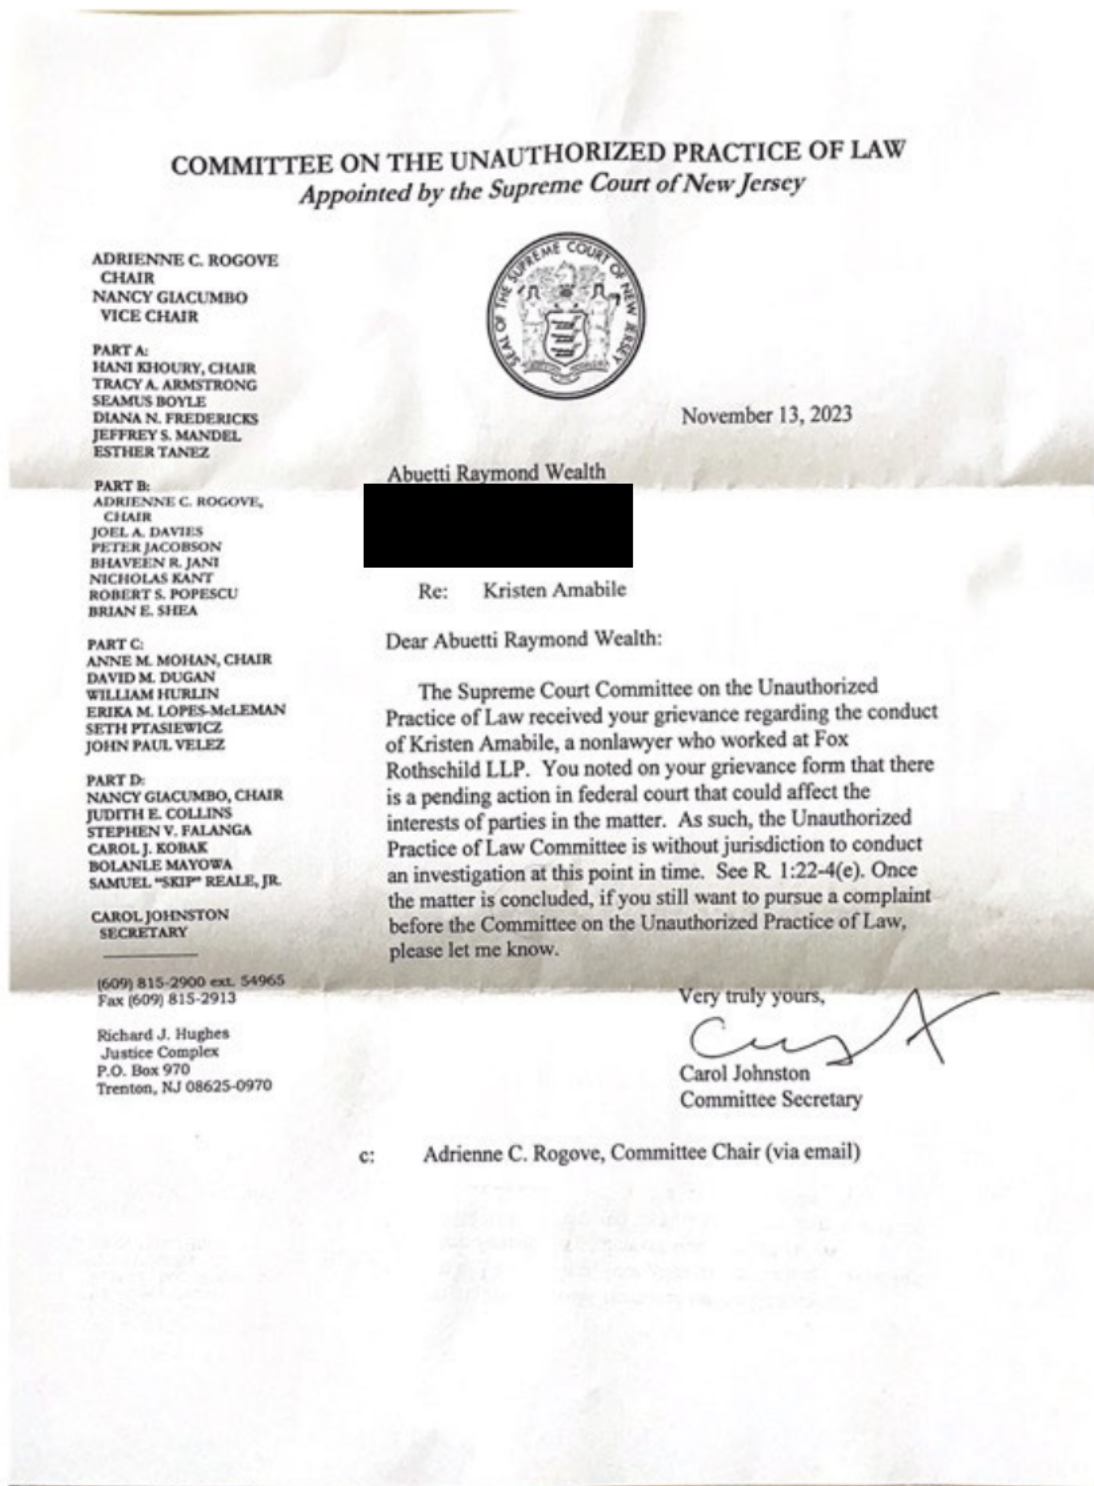 COMMITTEE ON THE UNAUTHORIZED PRACTICE OF LAW
Appointed by the Supreme Court of New Jersey
ADRIENNE C. ROGOVE
CHAIR
NANCY GIACUMBO
VICE CHAIR
PART A:
HANI KHOURY, CHAIR
TRACY A. ARMSTRONG
SEAMUS BOYLE
DIANA N. FREDERICKS
JEFFREY S. MANDEL
ESTHER TANEZ
PART B:
ADRIENNE C. ROGOVE,
CHAIR
JOEL A. DAVIES
PETER JACOBSON
BHAVEEN R. JANI
NICHOLAS KANT
ROBERT S. POPESCU
BRIAN E. SHEA
PART C:
ANNE M. MOHAN, CHAIR
DAVID M. DUGAN
WILLIAM HURLIN
ERIKA M. LOPES-McLEMAN
SETH PTASIEWICZ
JOHN PAUL VELEZ
PART D:
NANCY GIACUMBO, CHAIR
JUDITH E. COLLINS
STEPHEN V. FALANGA
CAROL J. KOBAK
BOLANLE MAYOWA
SAMUEL "SKIP" REALE, JR.
CAROL JOHNSTON
SECRETARY
(609) 815-2900 ext. 54965
Fax (609) 815-2913
Richard J. Hughes
Justice Complex
P.O. Box 970
Trenton, NJ 08625-0970
SEAL OF THE SUPREME COURT OF NEW JERSEY
November 13, 2023
Abuetti Raymond Wealth
Re: Kristen Amabile
Dear Abuetti Raymond Wealth:
The Supreme Court Committee on the Unauthorized
Practice of Law received your grievance regarding the conduct
of Kristen Amabile, a nonlawyer who worked at Fox
Rothschild LLP. You noted on your grievance form that there
is a pending action in federal court that could affect the
interests of parties in the matter. As such, the Unauthorized
Practice of Law Committee is without jurisdiction to conduct
an investigation at this point in time. See R. 1:22-4(e). Once
the matter is concluded, if you still want to pursue a complaint
before the Committee on the Unauthorized Practice of Law,
please let me know.
Very truly yours,
Carol Johnston
Committee Secretary
c: Adrienne C. Rogove, Committee Chair (via email)